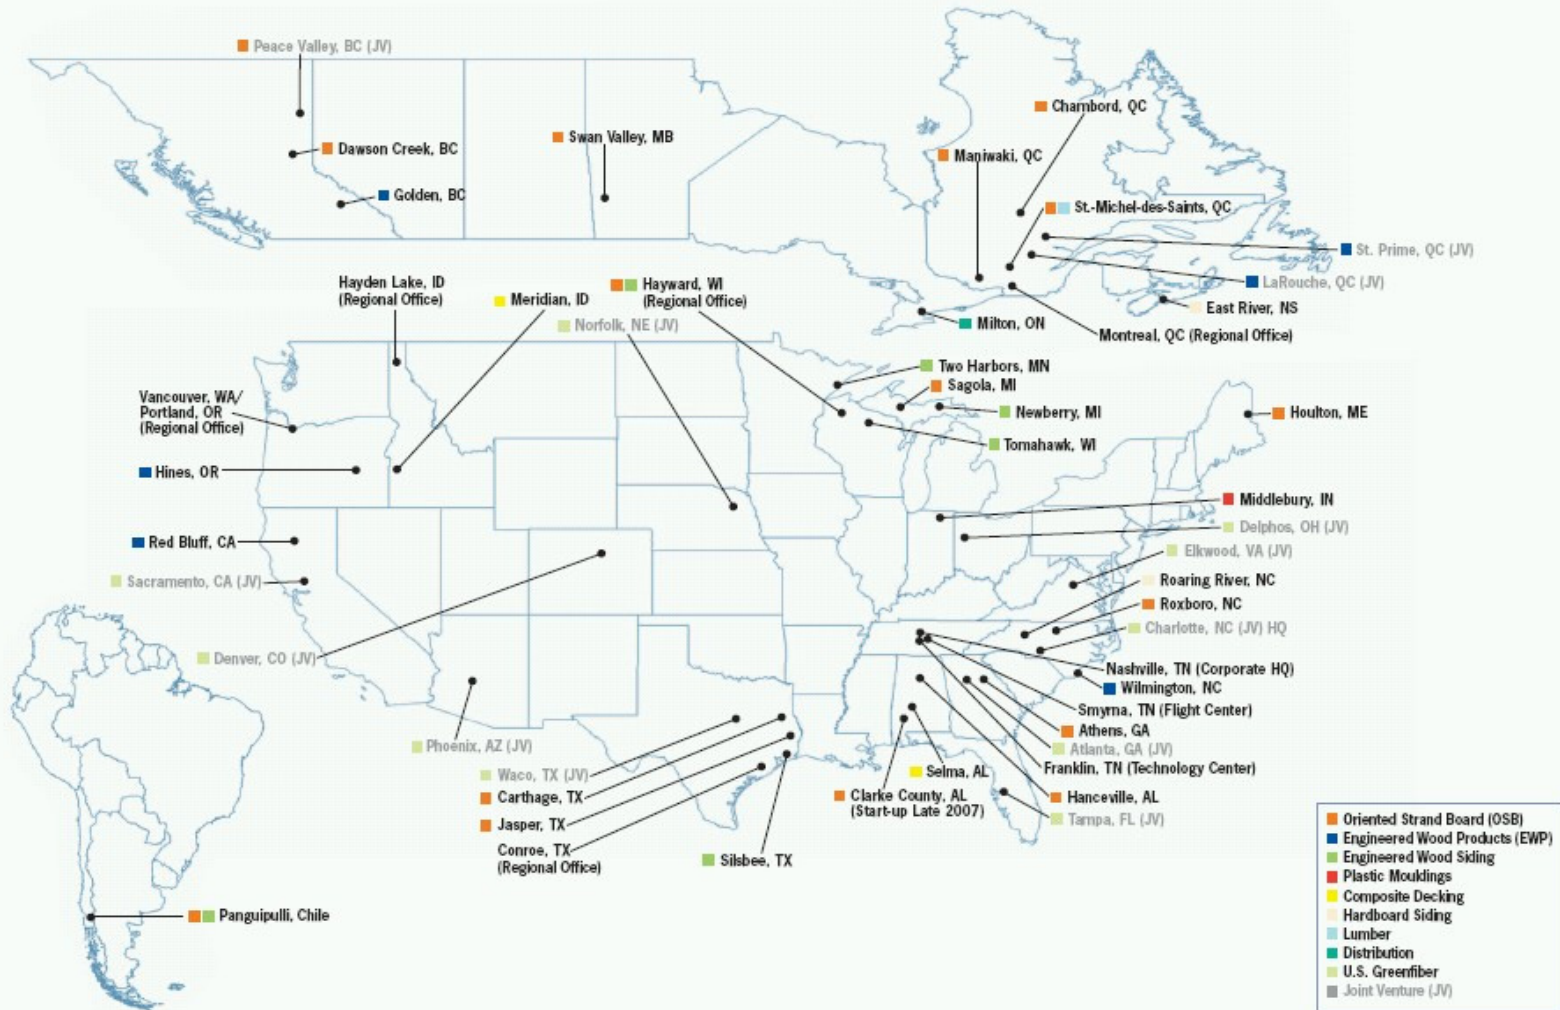 Peace Valley, BC (JV)
Dawson Creek, BC
Golden, BC
Swan Valley, MB
Chambord, QC
Maniwaki, QC
St.-Michel-des-Saints, QC
St. Prime, QC (JV)
LaRouche, QC (JV)
East River, NS
Milton, ON
Montreal, QC (Regional Office)
Hayden Lake, ID
(Regional Office)
Meridian, ID
Hayward, WI
(Regional Office)
Norfolk, NE (JV)
Two Harbors, MN
Sagola, MI
Newberry, MI
Tomahawk, WI
Houlton, ME
Vancouver, WA/
Portland, OR
(Regional Office)
Hines, OR
Red Bluff, CA
Sacramento, CA (JV)
Denver, CO (JV)
Middlebury, IN
Delphos, OH (JV)
Elkwood, VA (JV)
Roaring River, NC
Roxboro, NC
Charlotte, NC (JV) HQ
Nashville, TN (Corporate HQ)
Wilmington, NC
Smyrna, TN (Flight Center)
Athens, GA
Atlanta, GA (JV)
Franklin, TN (Technology Center)
Hanceville, AL
Tampa, FL (JV)
Phoenix, AZ (JV)
Waco, TX (JV)
Carthage, TX
Jasper, TX
Conroe, TX
(Regional Office)
Silsbee, TX
Selma, AL
Clarke County, AL
(Start-up Late 2007)
Panguipulli, Chile
Oriented Strand Board (OSB)
Engineered Wood Products (EWP)
Engineered Wood Siding
Plastic Mouldings
Composite Decking
Hardboard Siding
Lumber
Distribution
U.S. Greenfiber
Joint Venture (JV)